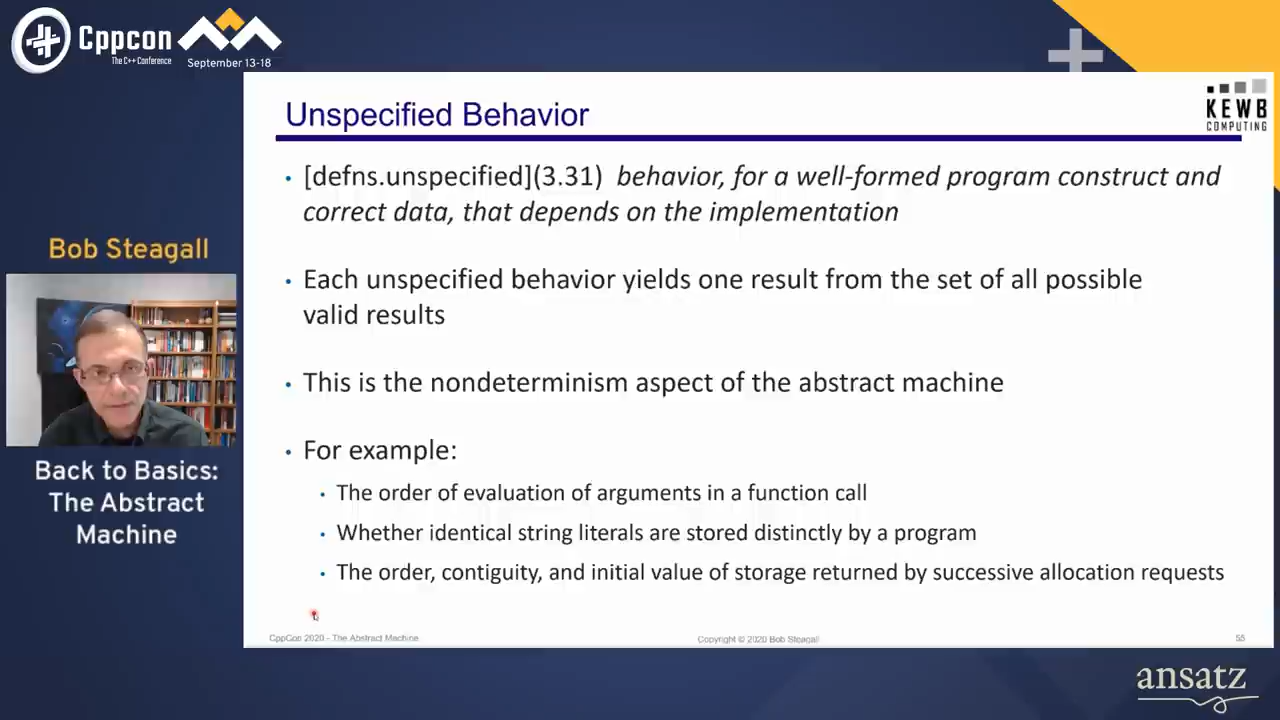 Cppcon
The C++ Conference
September 13-18
Unspecified Behavior
KEWB
COMPUTING
• [defns.unspecified](3.31) behavior, for a well-formed program construct and
correct data, that depends on the implementation
• Each unspecified behavior yields one result from the set of all possible
valid results
• This is the nondeterminism aspect of the abstract machine
• For example:
• The order of evaluation of arguments in a function call
• Whether identical string literals are stored distinctly by a program
• The order, contiguity, and initial value of storage returned by successive allocation requests
CppCon 2020 - The Abstract Machine
Copyright © 2020 Bob Steagall
55
Bob Steagall
Back to Basics:
The Abstract
Machine
ansatz